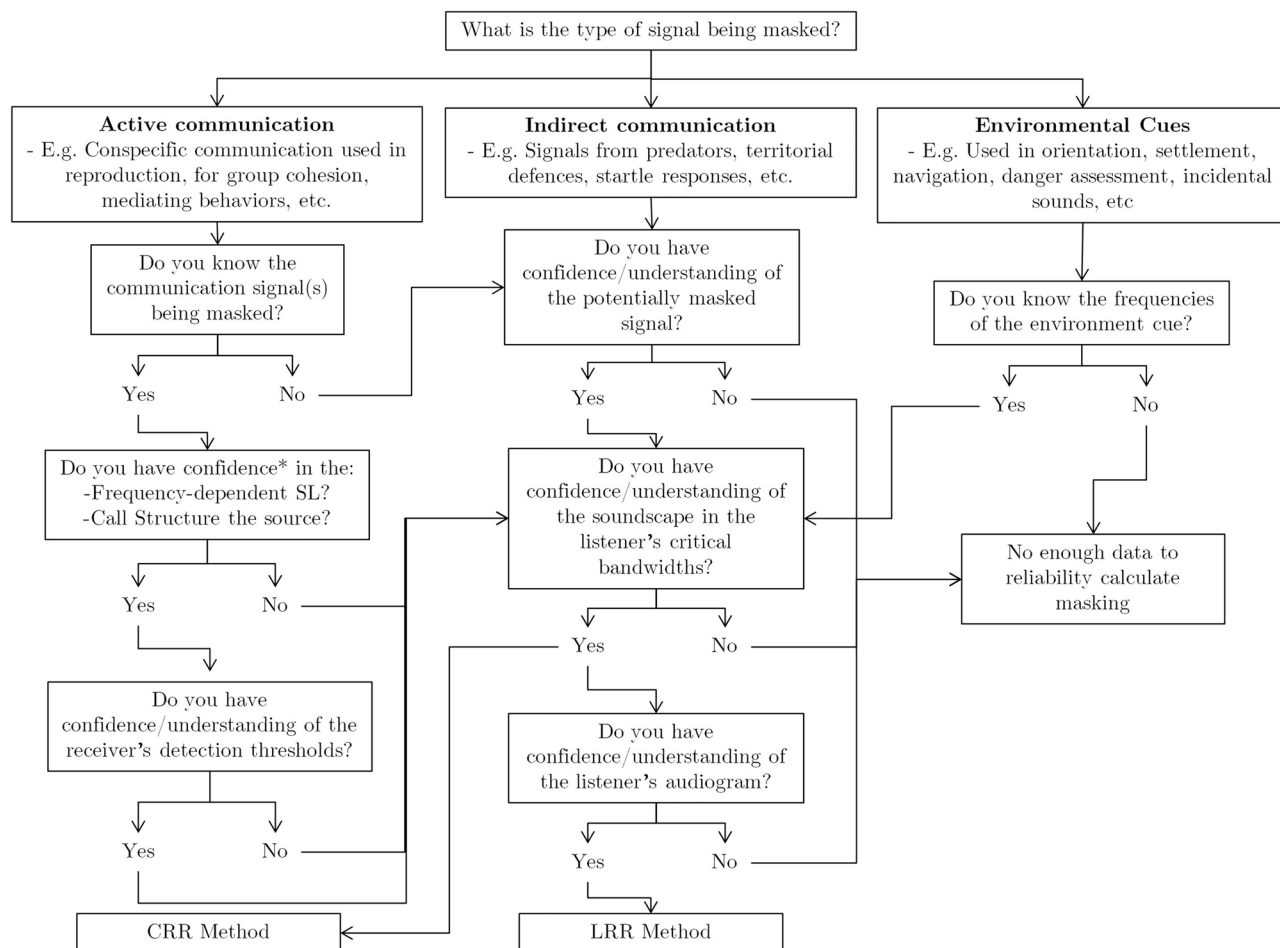 What is the type of signal being masked?
Active communication
- E.g. Conspecific communication used in
reproduction, for group cohesion,
mediating behaviors, etc.
Indirect communication
- E.g. Signals from predators, territorial
defences, startle responses, etc.
Environmental Cues
- E.g. Used in orientation, settlement,
navigation, danger assessment, incidental
sounds, etc
Do you know the
communication signal(s)
being masked?
Yes
No
Do you have
confidence/understanding of
the potentially masked
signal?
Yes
No
Do you know the frequencies
of the environment cue?
Yes
No
Do you have confidence* in the:
-Frequency-dependent SL?
-Call Structure the source?
Yes
No
Do you have
confidence/understanding of
the soundscape in the
listener's critical
bandwidths?
Yes
No
No enough data to
reliability calculate
masking
Do you have
confidence/understanding of the
receiver's detection thresholds?
Yes
No
Do you have
confidence/understanding of
the listener's audiogram?
Yes
No
CRR Method
LRR Method